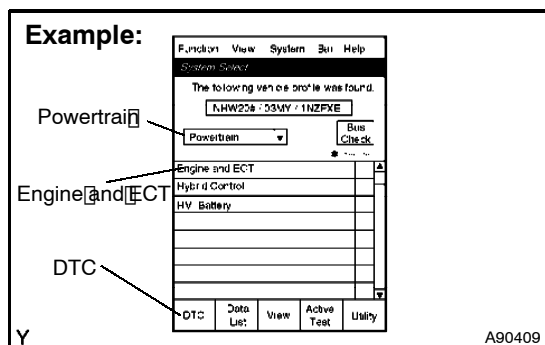 Example:
Function View System Bar Help
System Select
The following vehicle profile was found.
NHW20# / 03MY / 1NZFXE
Powertrain
Powertrain
Bus
Check
Engine and ECT
Engine and ECT
Hybrid Control
HV Battery
DTC
DTC
Data
List
View
Active
Test
Utility
Y
A90409